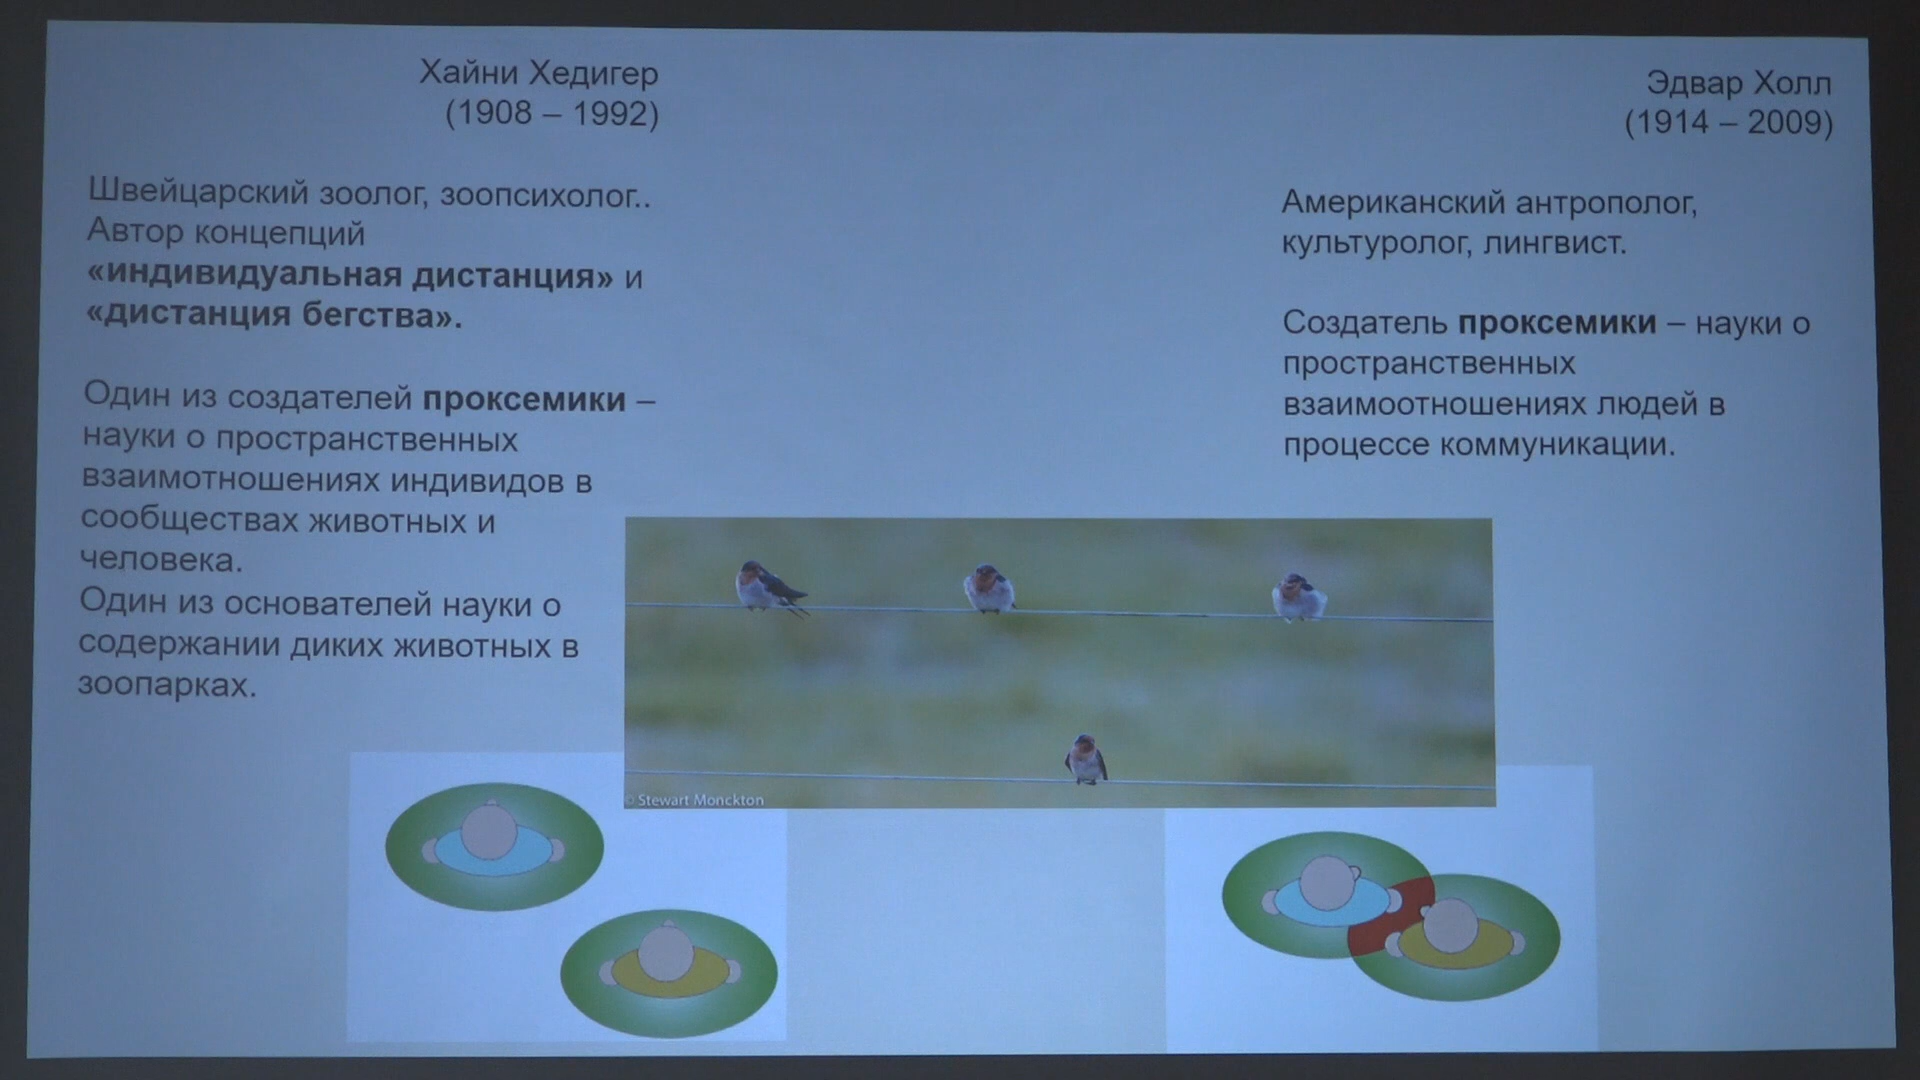 Хайни Хедигер
(1908 – 1992)
Швейцарский зоолог, зоопсихолог..
Автор концепций
«индивидуальная дистанция» и
«дистанция бегства».
Один из создателей проксемики –
науки о пространственных
взаимотношениях индивидов в
сообществах животных и
человека.
Один из основателей науки о
содержании диких животных в
зоопарках.
Эдвар Холл
(1914 – 2009)
Американский антрополог,
культуролог, лингвист.
Создатель проксемики – науки о
пространственных
взаимоотношениях людей в
процессе коммуникации.
© Stewart Monckton